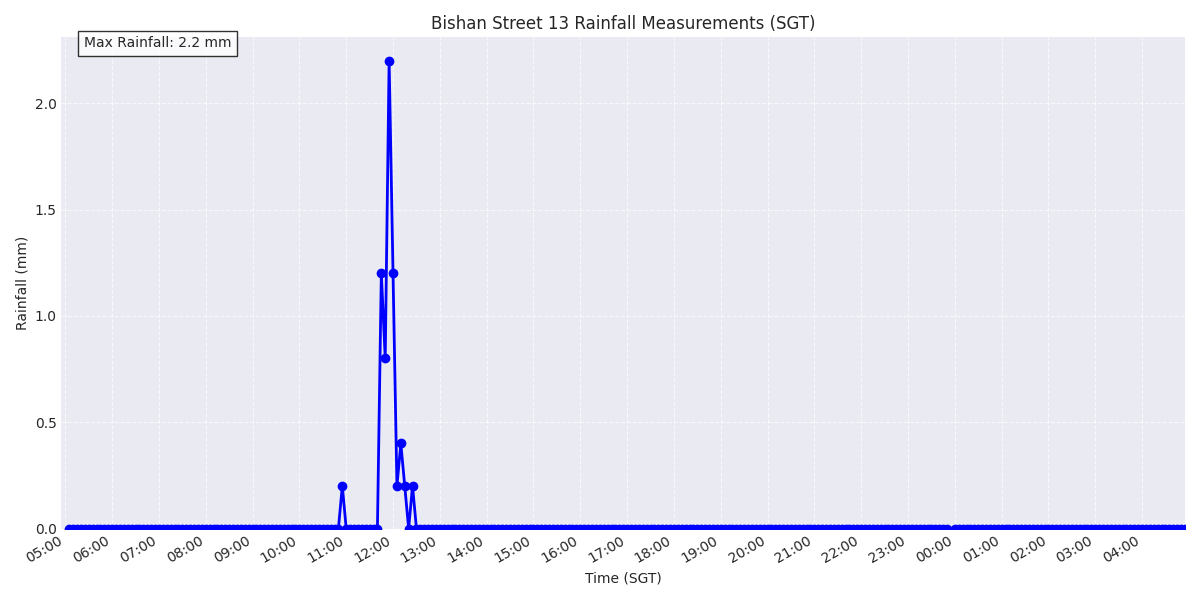 Bishan Street 13 Rainfall Measurements (SGT)
Max Rainfall: 2.2 mm
Rainfall (mm)
2.0
1.5
1.0
0.5
0.0
05:00 06:00 07:00 08:00 09:00 10:00 11:00 12:00 13:00 14:00 15:00 16:00 17:00 18:00 19:00 20:00 21:00 22:00 23:00 00:00 01:00 02:00 03:00 04:00
Time (SGT)